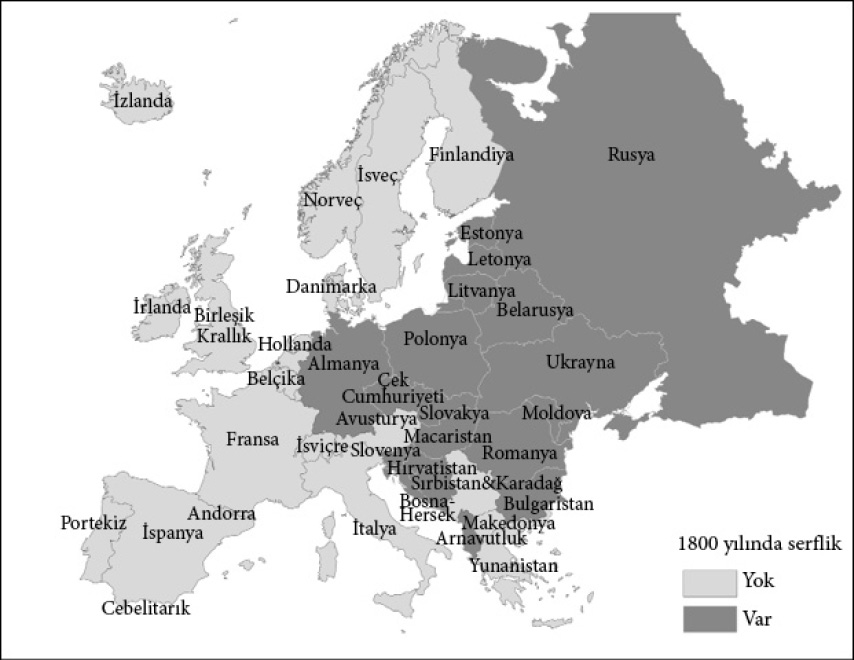 İzlanda
Finlandiya
Rusya
İsveç
Norveç
Estonya
Letonya
Danimarka
Litvanya
İrlanda
Birleşik
Krallık
Belarusya
Hollanda
Polonya
Almanya
Ukrayna
Belçika
Çek
Cumhuriyeti
Avusturya
Slovakya
Moldova
Fransa
İsviçre
Slovenya
Macaristan
Romanya
Hırvatistan
Sırbistan&Karadağ
Bosna-
Hersek
Bulgaristan
Andorra
Portekiz
İspanya
İtalya
Makedonya
Arnavutluk
Yunanistan
Cebelitarık
1800 yılında serflik
Yok
Var